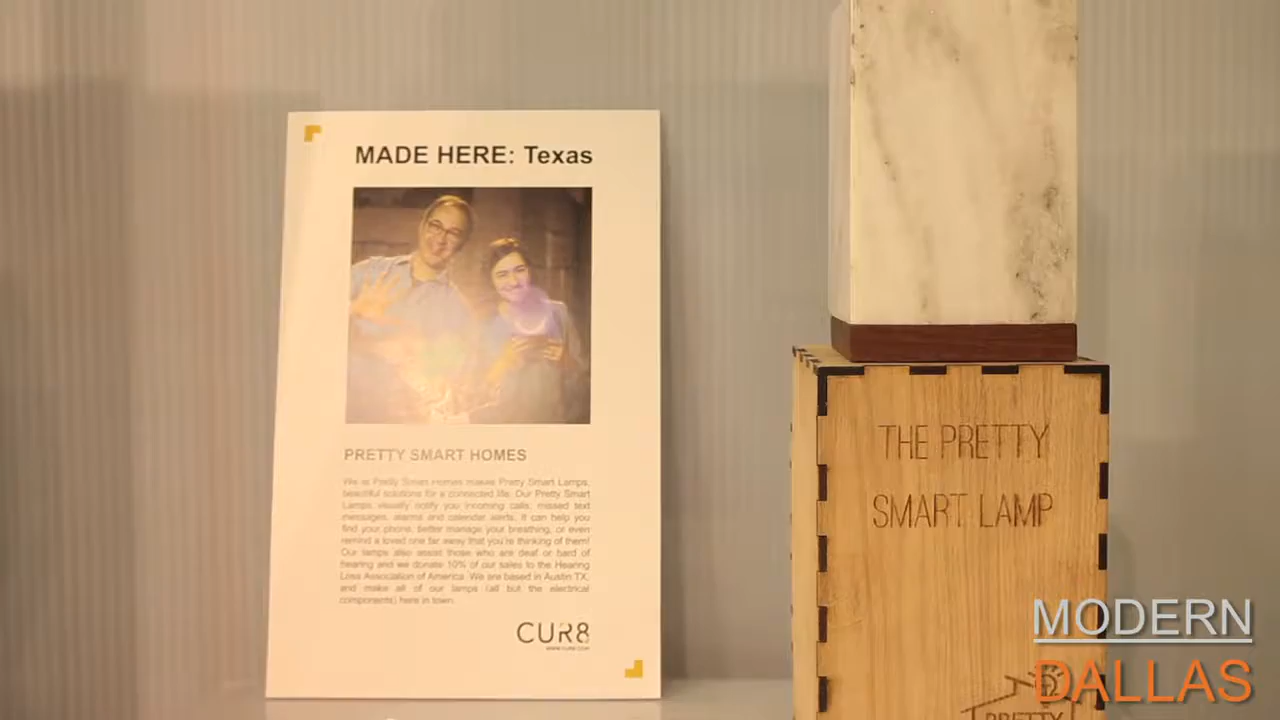 MADE HERE: Texas
PRETTY SMART HOMES
We at Pretty Smart Homes makes Pretty Smart Lamps,
beautiful solutions for a connected life. Our Pretty Smart
Lamps visually notify you incoming calls, missed text
messages, alarms and calendar alerts. It can help you
find your phone, better manage your breathing, or even
remind a loved one far away that you're thinking of them!
Our lamps also assist those who are deaf or hard of
hearing and we donate 10% of our sales to the Hearing
Loss Association of America. We are based in Austin TX,
and make all of our lamps (all but the electrical
components) here in town.
CUR8
WWW.CUR8.COM
THE PRETTY
SMART LAMP
PRETTY
MODERN
DALLAS